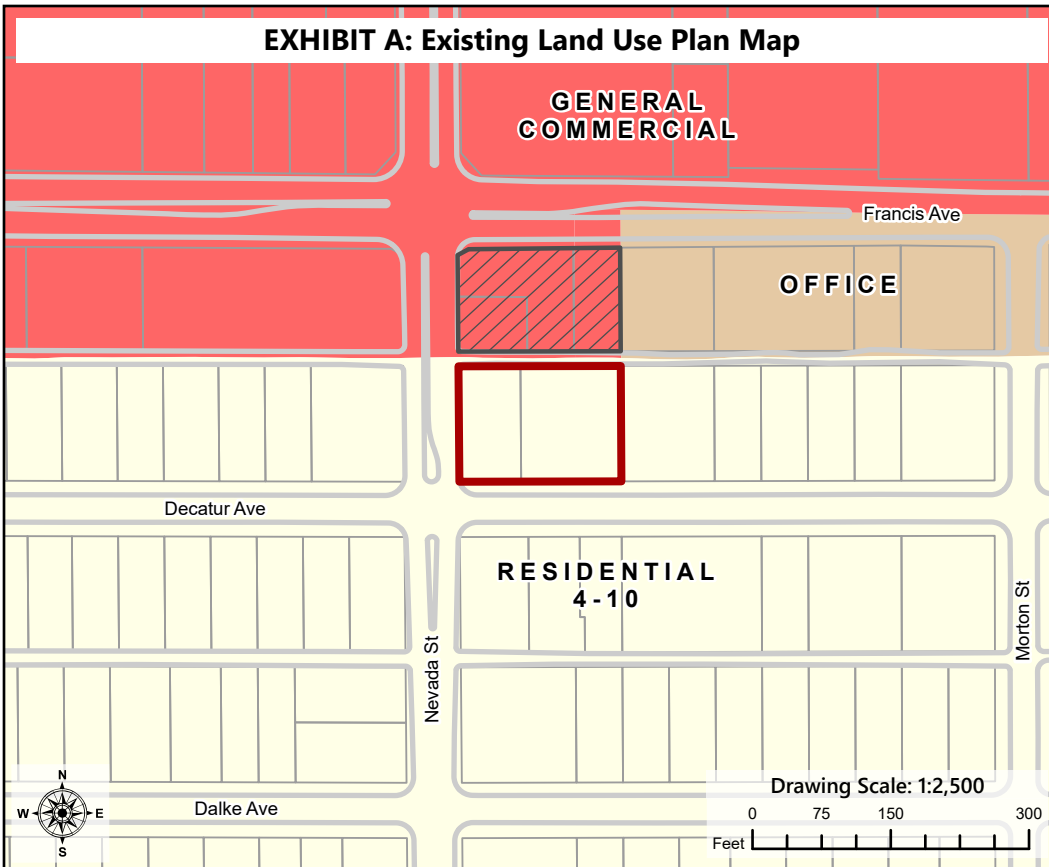 EXHIBIT A: Existing Land Use Plan Map
GENERAL
COMMERCIAL
Francis Ave
OFFICE
Decatur Ave
RESIDENTIAL
4-10
Morton St
Nevada St
N
W
E
S
Dalke Ave
Drawing Scale: 1:2,500
0 75 150 300
Feet